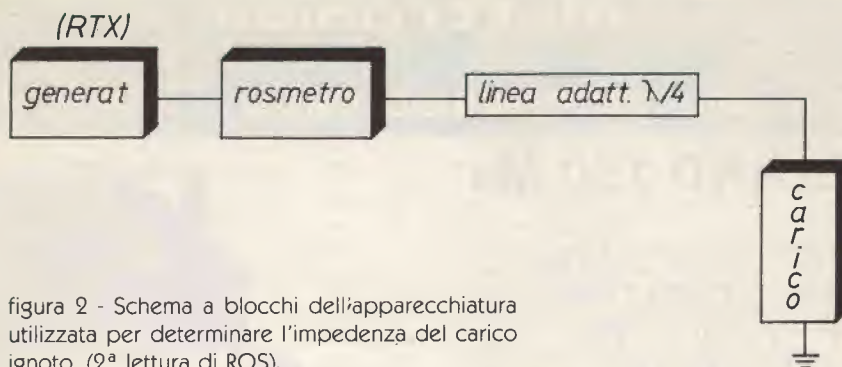 (RTX)
generat
rosmetro
linea adatt. λ/4
carico
figura 2 - Schema a blocchi dell'apparecchiatura
utilizzata per determinare l'impedenza del carico
ignoto. (2ª lettura di ROS).